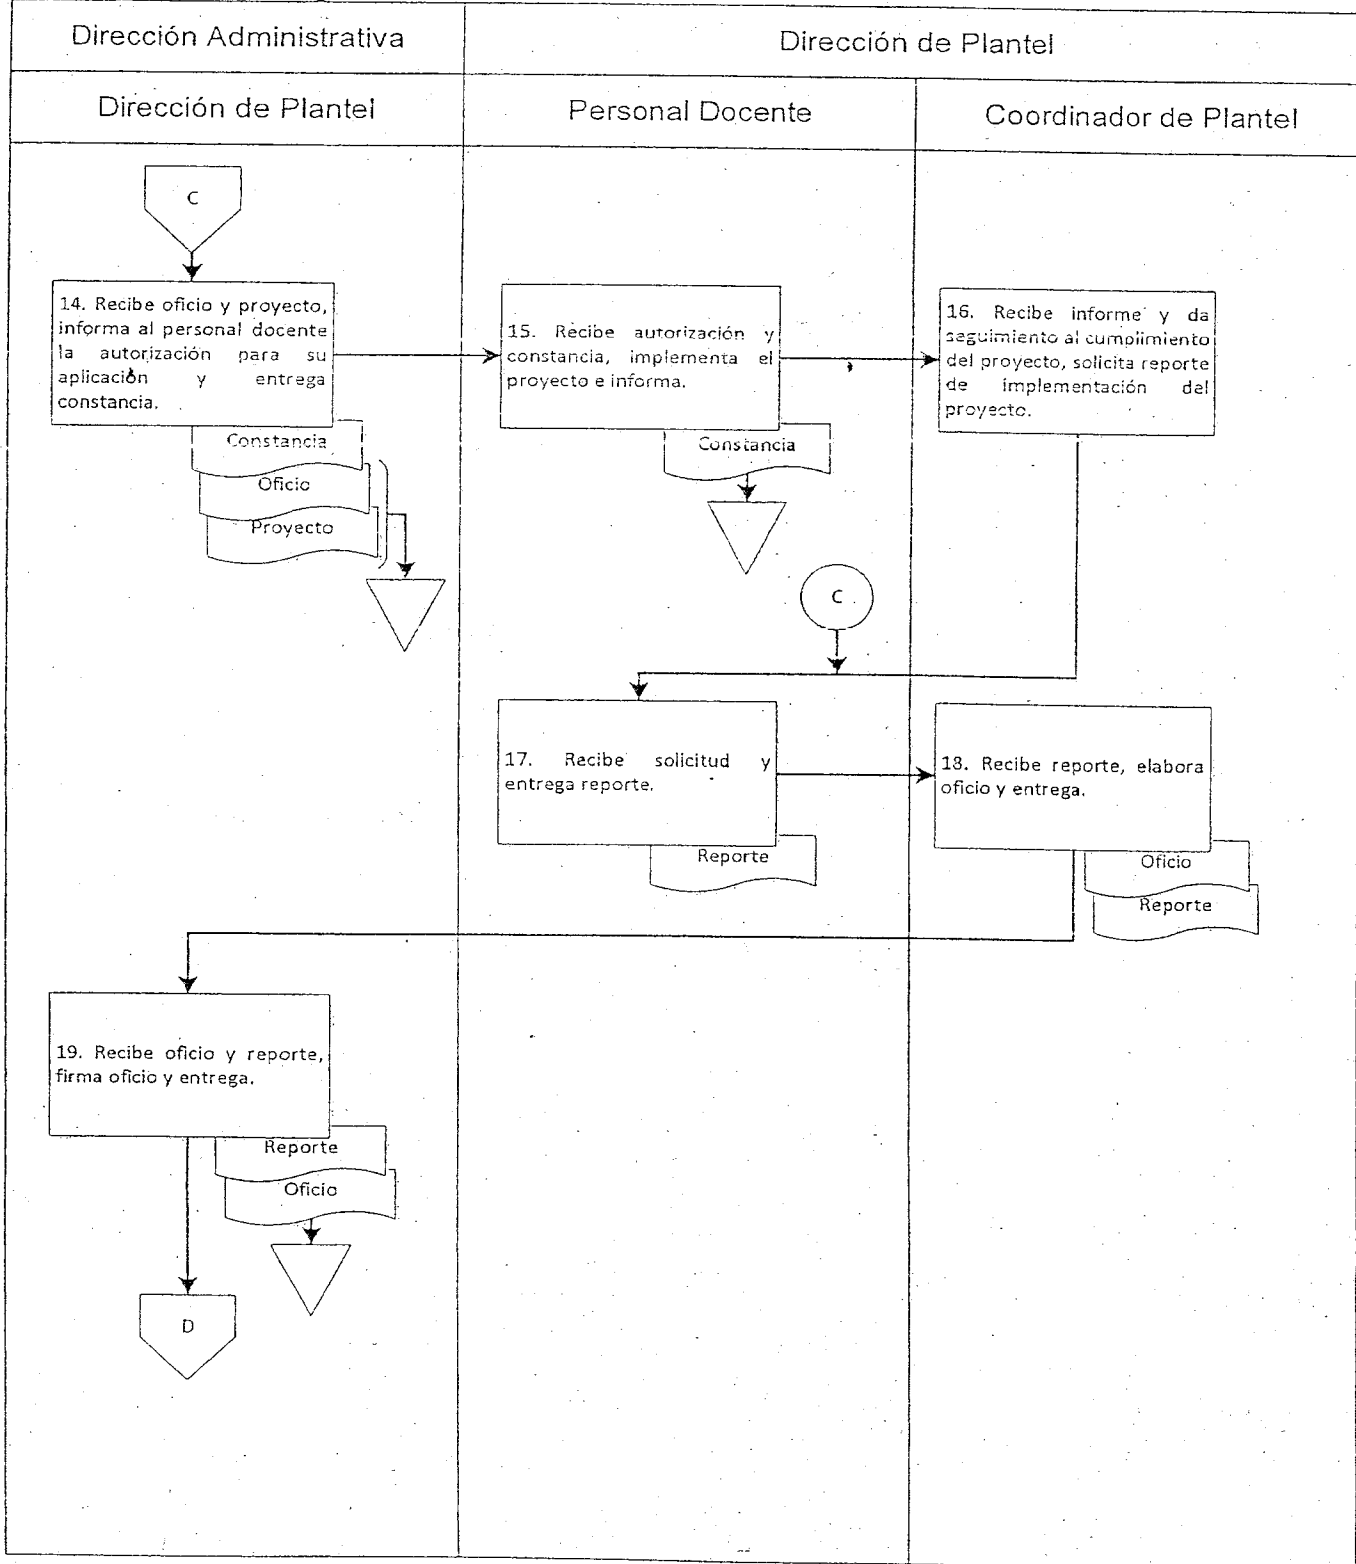 Dirección Administrativa
Dirección de Plantel
Dirección de Plantel
Personal Docente
Coordinador de Plantel
C
14. Recibe oficio y proyecto,
informa al personal docente
la autorización para su
aplicación y entrega
constancia.
Constancia
Oficio
Proyecto
15. Recibe autorización y
constancia, implementa el
proyecto e informa.
Constancia
16. Recibe informe y da
seguimiento al cumplimiento
del proyecto, solicita reporte
de implementación del
proyecto.
C
17. Recibe solicitud y
entrega reporte.
Reporte
18. Recibe reporte, elabora
oficio y entrega.
Oficio
Reporte
19. Recibe oficio y reporte,
firma oficio y entrega.
Reporte
Oficio
D